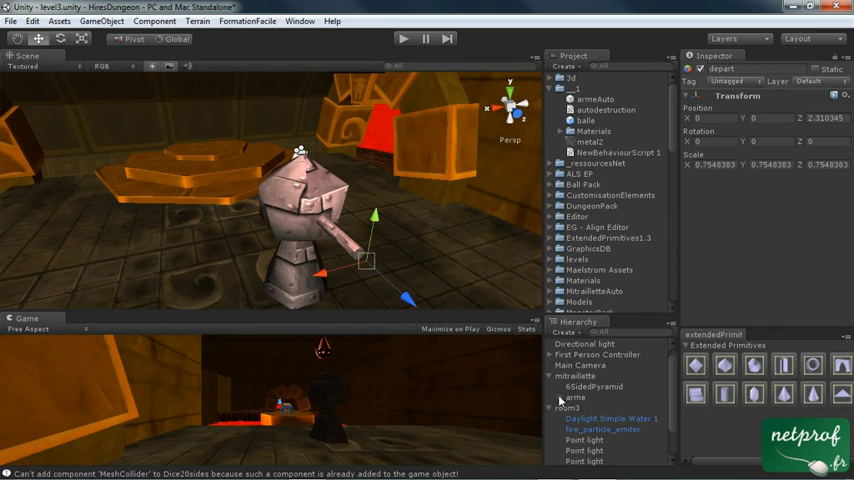 Unity - level3.unity - HiresDungeon - PC and Mac Standalone*
File Edit Assets GameObject Component Terrain FormationFacile Window Help
Pivot Global Layers Layout
Scene
Textured RGB All
y
x
z
Persp
Game
Free Aspect Maximize on Play Gizmos Stats
Project
Create All
3d
__1
armeAuto
autodestruction
balle
Materials
metal2
NewBehaviourScript 1
_ressourcesNet
ALS EP
Ball Pack
CustomisationElements
DungeonPack
Editor
EG - Align Editor
ExtendedPrimitives1.3
GraphicsDB
levels
Maelstrom Assets
Materials
MitrailletteAuto
Models
Hierarchy
Create All
Directional light
First Person Controller
Main Camera
mitraillette
6SidedPyramid
arme
room3
Daylight Simple Water 1
fire_particle_emiter
Point light
Point light
Point light
Inspector
depart Static
Tag Untagged Layer Default
Transform
Position
X 0 Y 0 Z 2.310345
Rotation
X 0 Y 0 Z 0
Scale
X 0.7548383 Y 0.7548383 Z 0.7548383
extendedPrimit
Extended Primitives
Can't add component 'MeshCollider' to Dice20sides because such a component is already added to the game object!
netprof
.fr